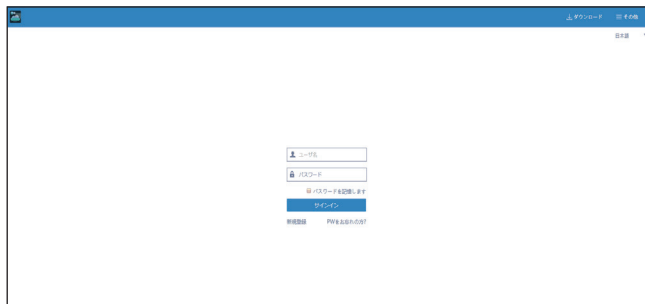 ダウンロード その他
日本語
ユーザ名
パスワード
パスワードを記憶します
サインイン
新規登録 PWをお忘れの方?